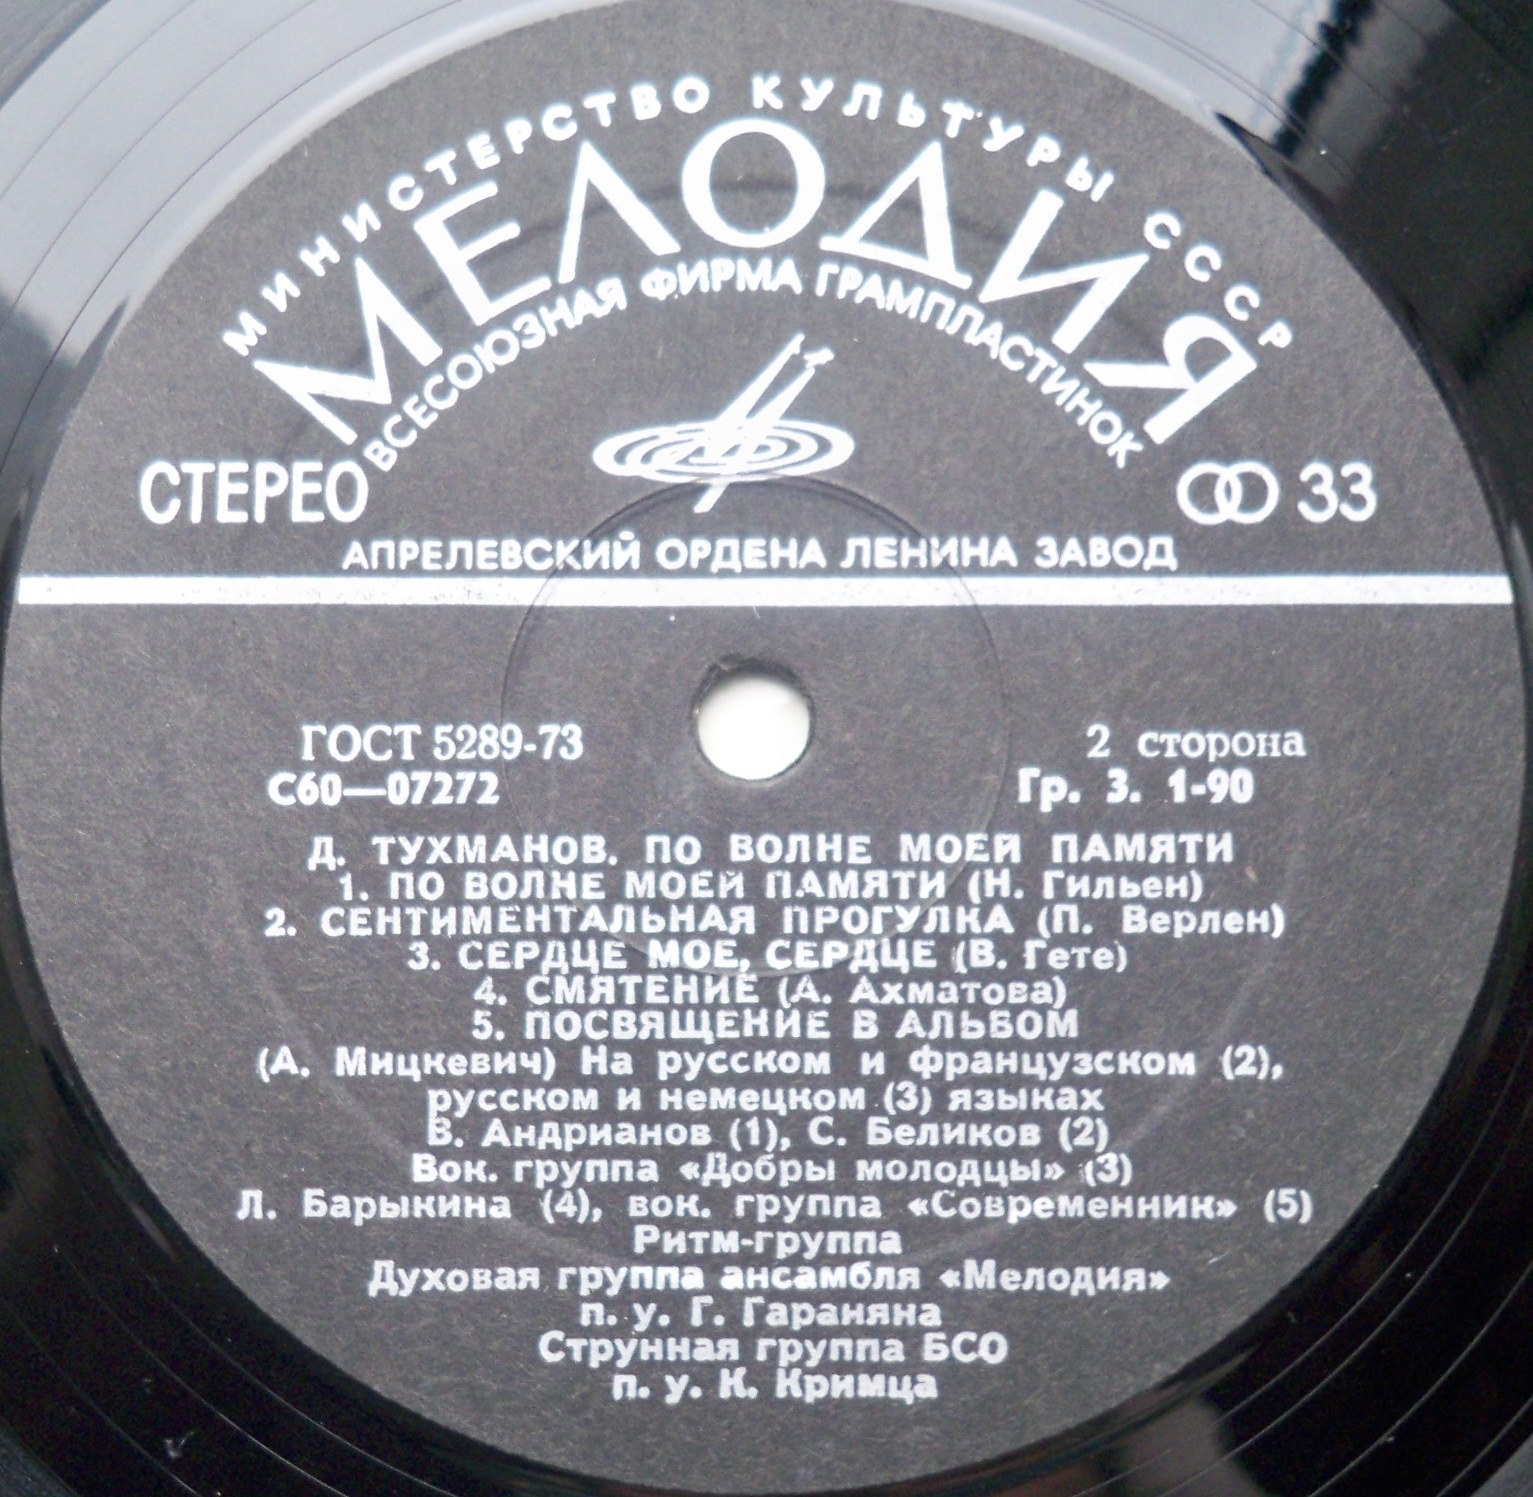 МИНИСТЕРСТВО КУЛЬТУРЫ СССР
МЕЛОДИЯ
ВСЕСОЮЗНАЯ ФИРМА ГРАМПЛАСТИНОК
СТЕРЕО
33
АПРЕЛЕВСКИЙ ОРДЕНА ЛЕНИНА ЗАВОД
ГОСТ 5289-73
2 сторона
С60—07272
Гр. 3. 1-90
Д. ТУХМАНОВ. ПО ВОЛНЕ МОЕЙ ПАМЯТИ
1. ПО ВОЛНЕ МОЕЙ ПАМЯТИ (Н. Гильен)
2. СЕНТИМЕНТАЛЬНАЯ ПРОГУЛКА (П. Верлен)
3. СЕРДЦЕ МОЕ, СЕРДЦЕ (В. Гете)
4. СМЯТЕНИЕ (А. Ахматова)
5. ПОСВЯЩЕНИЕ В АЛЬБОМ
(А. Мицкевич) На русском и французском (2),
русском и немецком (3) языках
В. Андрианов (1), С. Беликов (2)
Вок. группа «Добры молодцы» (3)
Л. Барыкина (4), вок. группа «Современник» (5)
Ритм-группа
Духовая группа ансамбля «Мелодия»
п. у. Г. Гараняна
Струнная группа БСО
п. у. К. Кримца